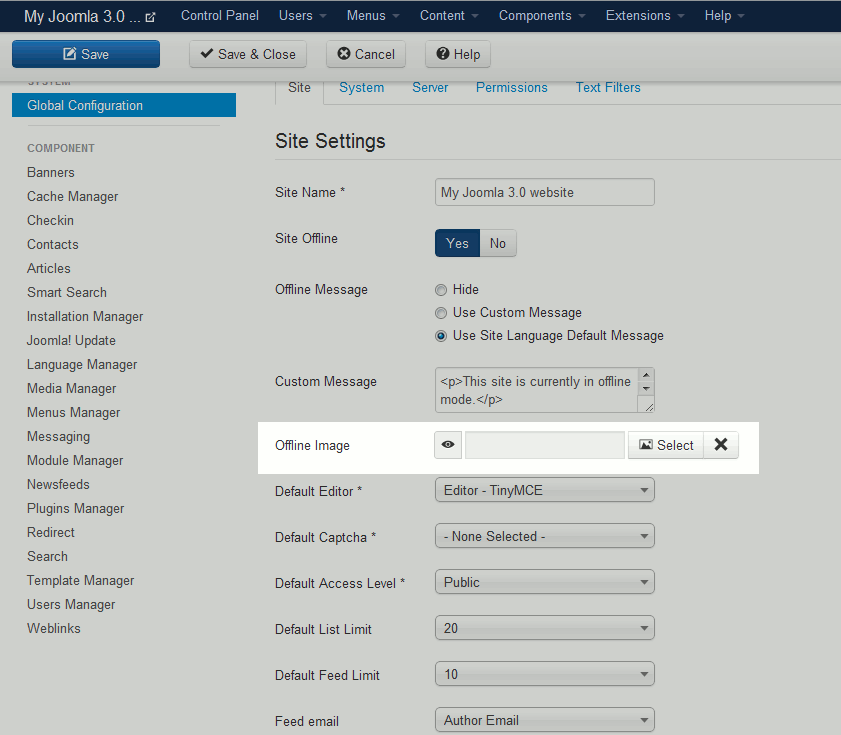 My Joomla 3.0 ... Control Panel Users Menus Content Components Extensions Help
Save Save & Close Cancel Help
SYSTEM
Global Configuration
COMPONENT
Banners
Cache Manager
Checkin
Contacts
Articles
Smart Search
Installation Manager
Joomla! Update
Language Manager
Media Manager
Menus Manager
Messaging
Module Manager
Newsfeeds
Plugins Manager
Redirect
Search
Template Manager
Users Manager
Weblinks
Site System Server Permissions Text Filters
Site Settings
Site Name * My Joomla 3.0 website
Site Offline Yes No
Offline Message Hide
Use Custom Message
Use Site Language Default Message
Custom Message <p>This site is currently in offline
mode.</p>
Offline Image Select
Default Editor * Editor - TinyMCE
Default Captcha * - None Selected -
Default Access Level * Public
Default List Limit 20
Default Feed Limit 10
Feed email Author Email